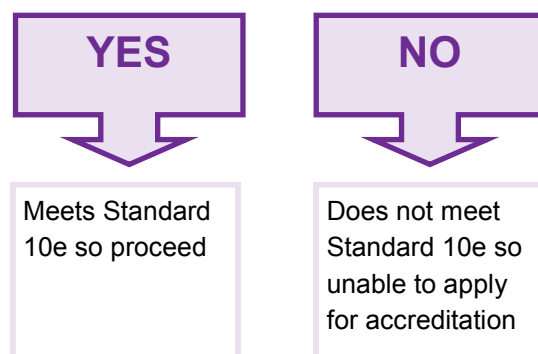 YES
Meets Standard
10e so proceed
NO
Does not meet
Standard 10e so
unable to apply
for accreditation